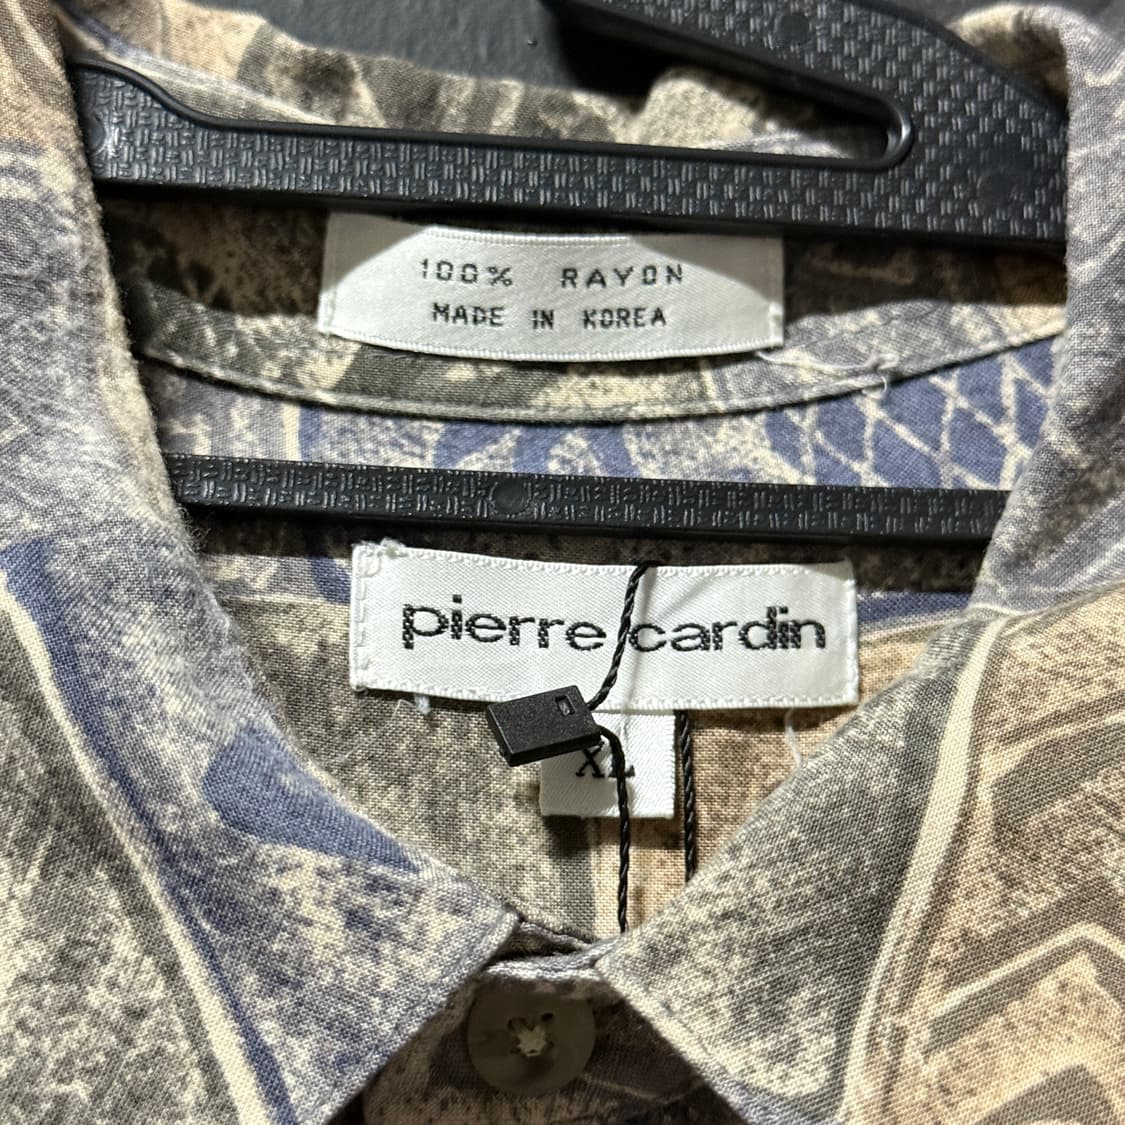 100% RAYON
MADE IN KOREA
pierre cardin
XL